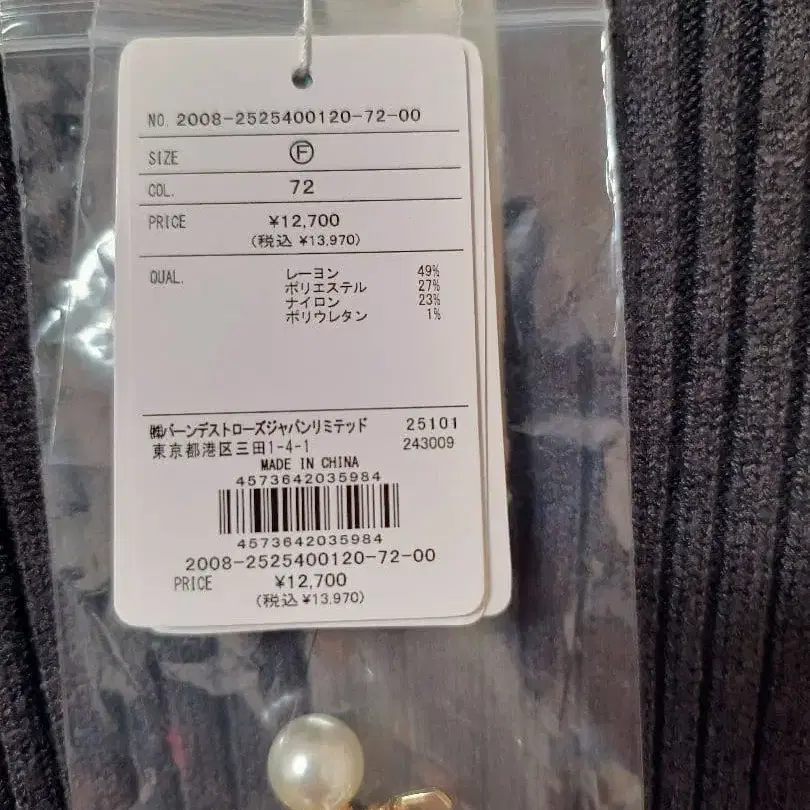 NO. 2008-2525400120-72-00
SIZE Ⓕ
COL. 72
PRICE ¥12,700
(税込 ¥13,970)
QUAL. レーヨン 49%
ポリエステル 27%
ナイロン 23%
ポリウレタン 1%
㈱バーンデストローズジャパンリミテッド 25101
東京都港区三田1-4-1 243009
MADE IN CHINA
4573642035984
4573642035984
2008-2525400120-72-00
PRICE ¥12,700
(税込 ¥13,970)